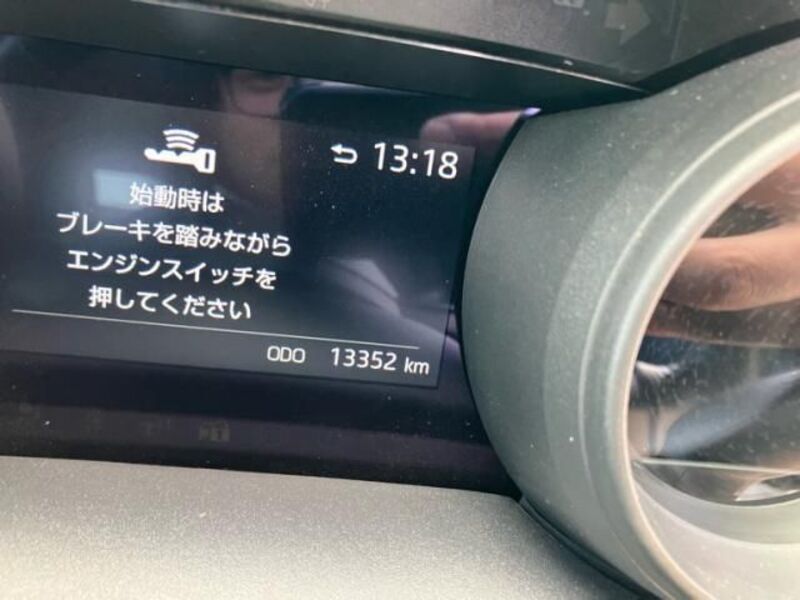 13:18
始動時は
ブレーキを踏みながら
エンジンスイッチを
押してください
ODO 13352 km